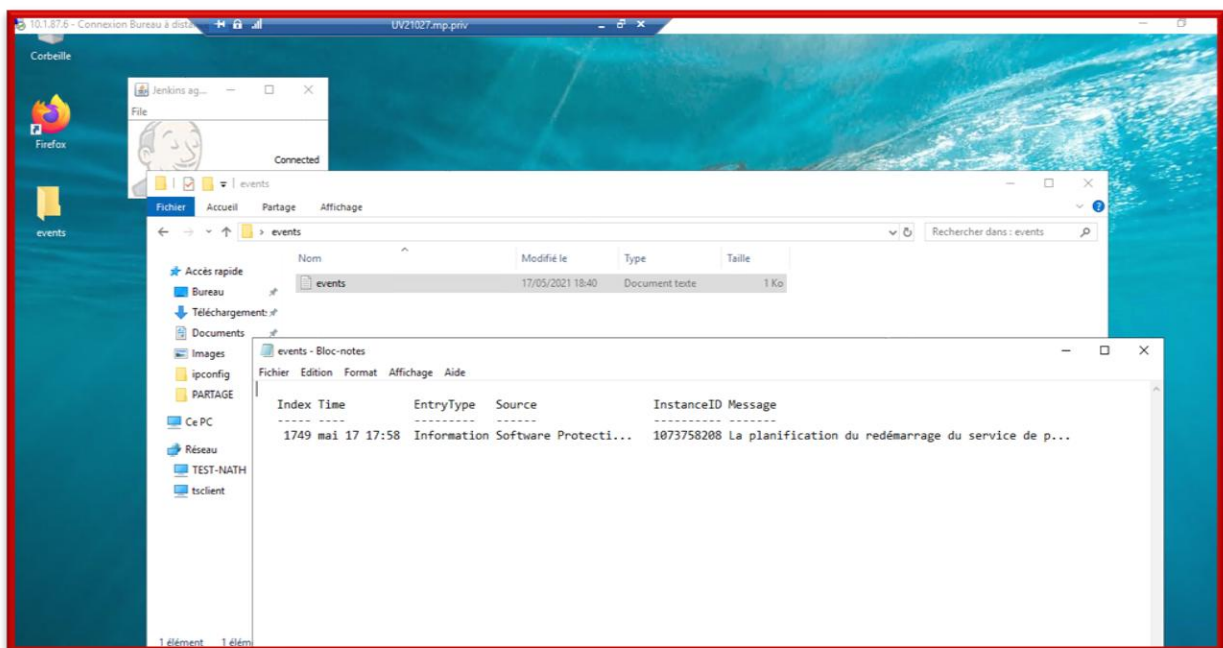 10.1.87.6 - Connexion Bureau à dista
UV21027.mp.priv
Corbeille
Jenkins ag...
File
Connected
Firefox
events
events
Fichier Accueil Partage Affichage
events
Rechercher dans : events
Nom Modifié le Type Taille
Accès rapide
events 17/05/2021 18:40 Document texte 1 Ko
Bureau
Téléchargement:
Documents
Images
ipconfig
PARTAGE
Ce PC
Réseau
TEST-NATH
tsclient
1 élément 1 élém
events - Bloc-notes
Fichier Edition Format Affichage Aide
Index Time EntryType Source InstanceID Message
----- ---- --------- ------ ---------- -------
1749 mai 17 17:58 Information Software Protecti... 1073758208 La planification du redémarrage du service de p...